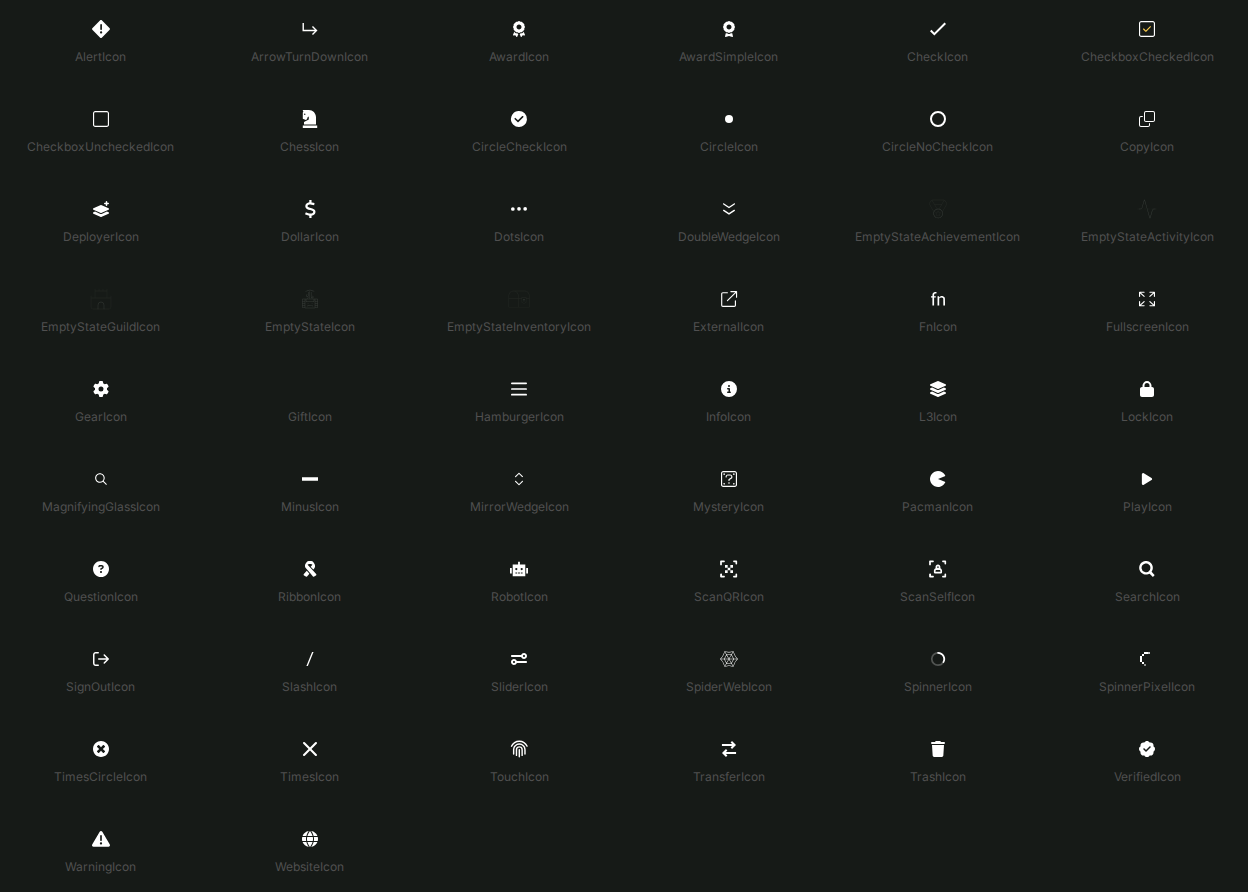 AlertIcon ArrowTurnDownIcon AwardIcon AwardSimpleIcon CheckIcon CheckboxCheckedIcon
CheckboxUncheckedIcon ChessIcon CircleCheckIcon CircleIcon CircleNoCheckIcon CopyIcon
DeployerIcon DollarIcon DotsIcon DoubleWedgeIcon EmptyStateAchievementIcon EmptyStateActivityIcon
fn
EmptyStateGuildIcon EmptyStateIcon EmptyStateInventoryIcon ExternalIcon FnIcon FullscreenIcon
GearIcon GiftIcon HamburgerIcon InfoIcon L3Icon LockIcon
MagnifyingGlassIcon MinusIcon MirrorWedgeIcon MysteryIcon PacmanIcon PlayIcon
QuestionIcon RibbonIcon RobotIcon ScanQRIcon ScanSelfIcon SearchIcon
SignOutIcon SlashIcon SliderIcon SpiderWebIcon SpinnerIcon SpinnerPixelIcon
TimesCircleIcon TimesIcon TouchIcon TransferIcon TrashIcon VerifiedIcon
WarningIcon WebsiteIcon